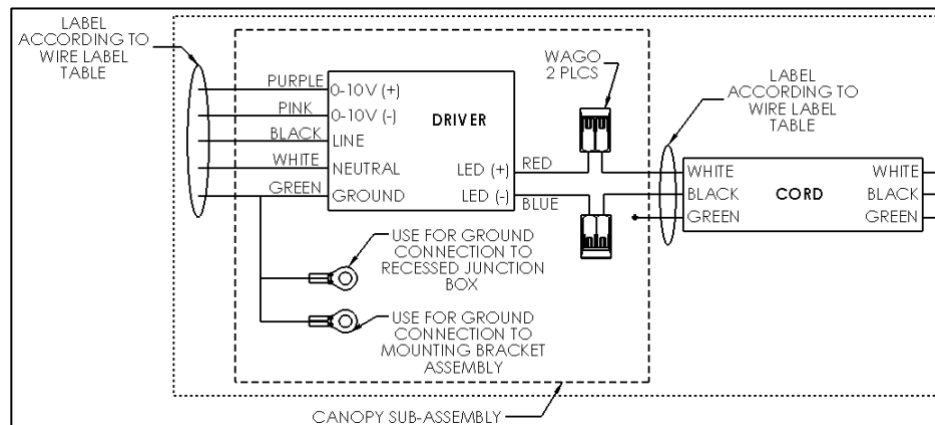 LABEL
ACCORDING TO
WIRE LABEL
TABLE
PURPLE
PINK
BLACK
WHITE
GREEN
0-10V (+)
0-10V (-)
LINE
NEUTRAL
GROUND
DRIVER
LED (+)
LED (-)
RED
BLUE
WAGO
2 PLCS
LABEL
ACCORDING TO
WIRE LABEL
TABLE
WHITE
BLACK
GREEN
CORD
WHITE
BLACK
GREEN
USE FOR GROUND
CONNECTION TO
RECESSED JUNCTION
BOX
USE FOR GROUND
CONNECTION TO
MOUNTING BRACKET
ASSEMBLY
CANOPY SUB-ASSEMBLY